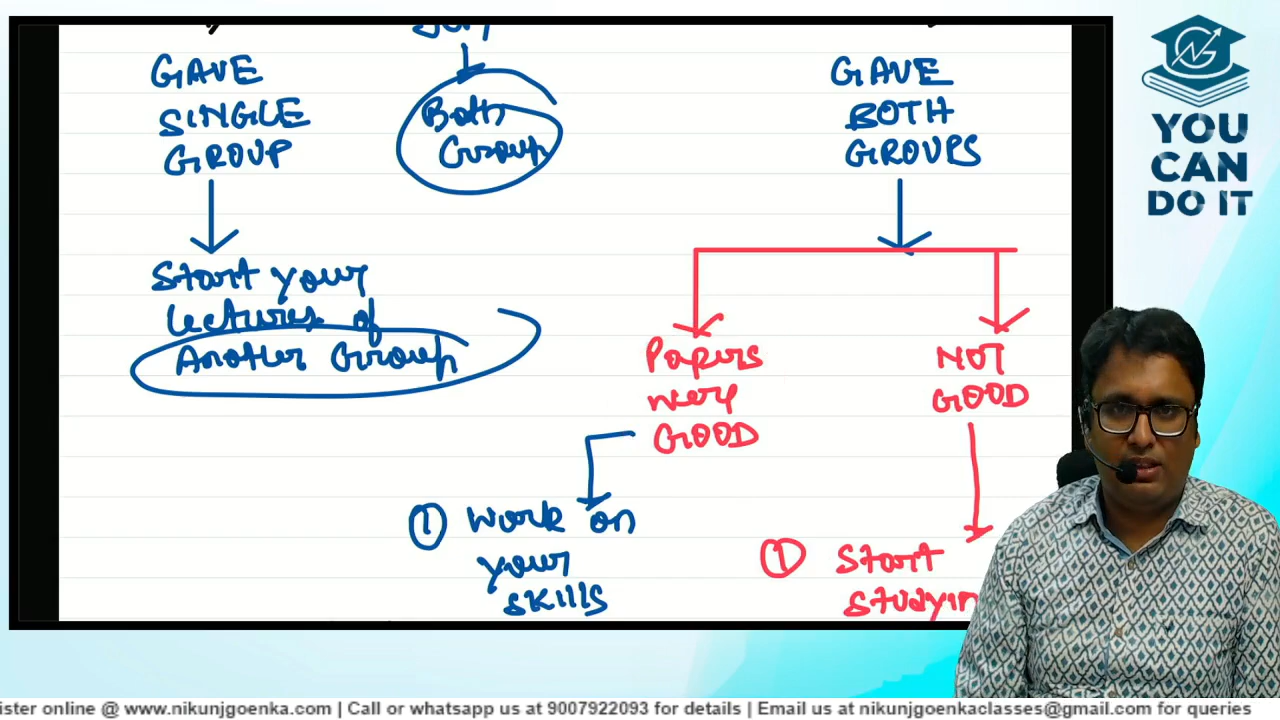 GAVE
SINGLE
GROUP
Both
Group
Start your
lectures of
Another Group
GAVE
BOTH
GROUPS
Papers
were
GOOD
NOT
GOOD
① Work on
your
skills
① Start
studyin
YOU
CAN
DO IT
ister online @ www.nikunjgoenka.com | Call or whatsapp us at 9007922093 for details | Email us at nikunjgoenkaclasses@gmail.com for queries